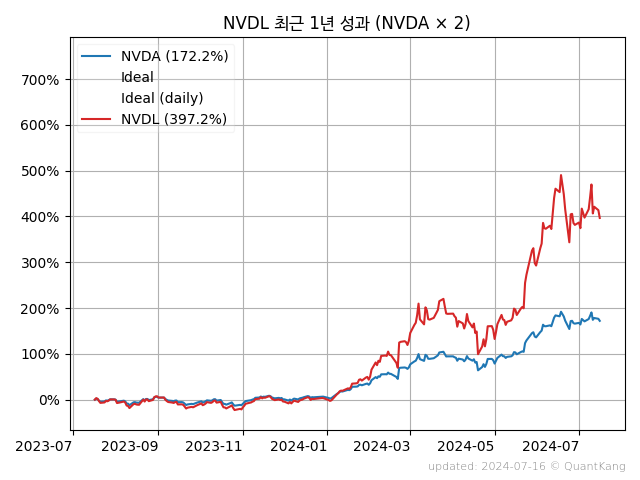 NVDL 최근 1년 성과 (NVDA × 2)
NVDA (172.2%)
Ideal
Ideal (daily)
NVDL (397.2%)
700%
600%
500%
400%
300%
200%
100%
0%
2023-07 2023-09 2023-11 2024-01 2024-03 2024-05 2024-07
updated: 2024-07-16 © QuantKang